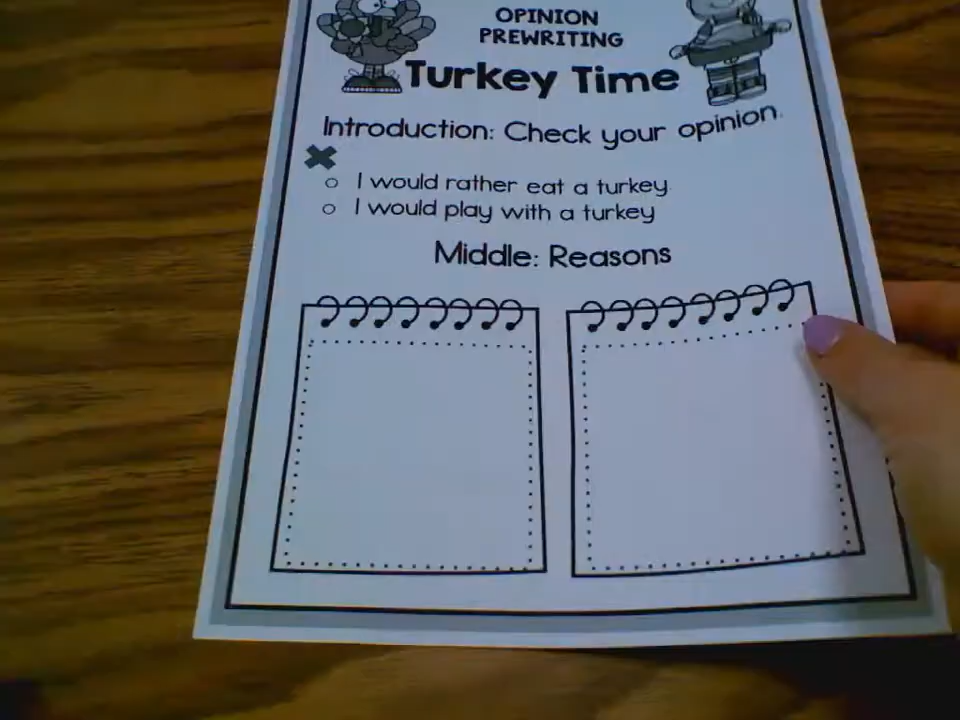 OPINION
PREWRITING
Turkey Time
Introduction: Check your opinion.
o I would rather eat a turkey
o I would play with a turkey
Middle: Reasons